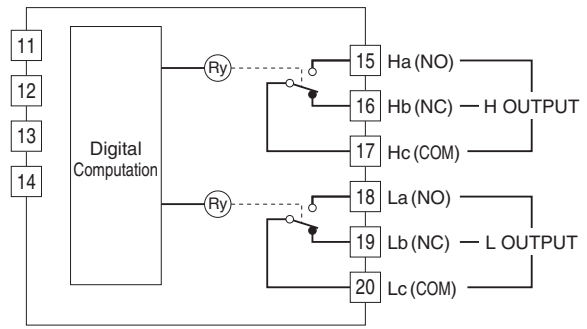 11
12
13
14
Digital
Computation
Ry
Ry
15 Ha (NO)
16 Hb (NC) H OUTPUT
17 Hc (COM)
18 La (NO)
19 Lb (NC) L OUTPUT
20 Lc (COM)